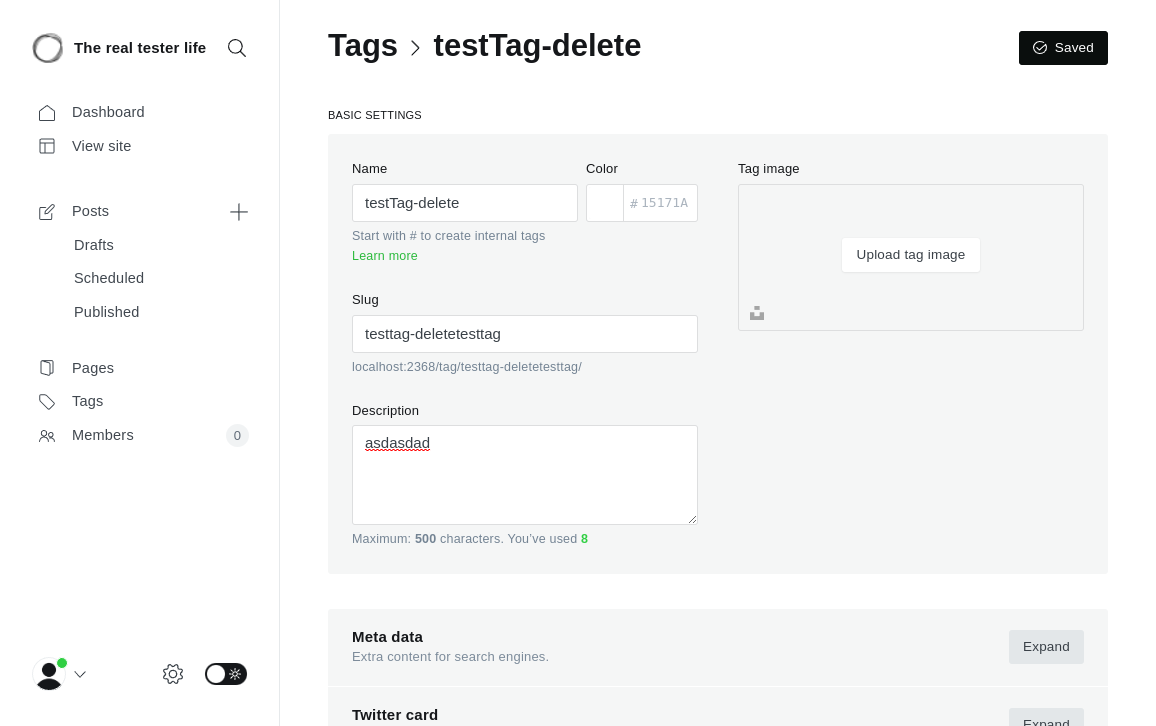 The real tester life
Dashboard
View site
Posts
Drafts
Scheduled
Published
Pages
Tags
Members
0
Tags > testTag-delete
Saved
BASIC SETTINGS
Name
testTag-delete
Start with # to create internal tags
Learn more
Color
# 15171A
Slug
testtag-deletetesttag
localhost:2368/tag/testtag-deletetesttag/
Description
asdasdad
Maximum: 500 characters. You’ve used 8
Tag image
Upload tag image
Meta data
Extra content for search engines.
Expand
Twitter card
Expand